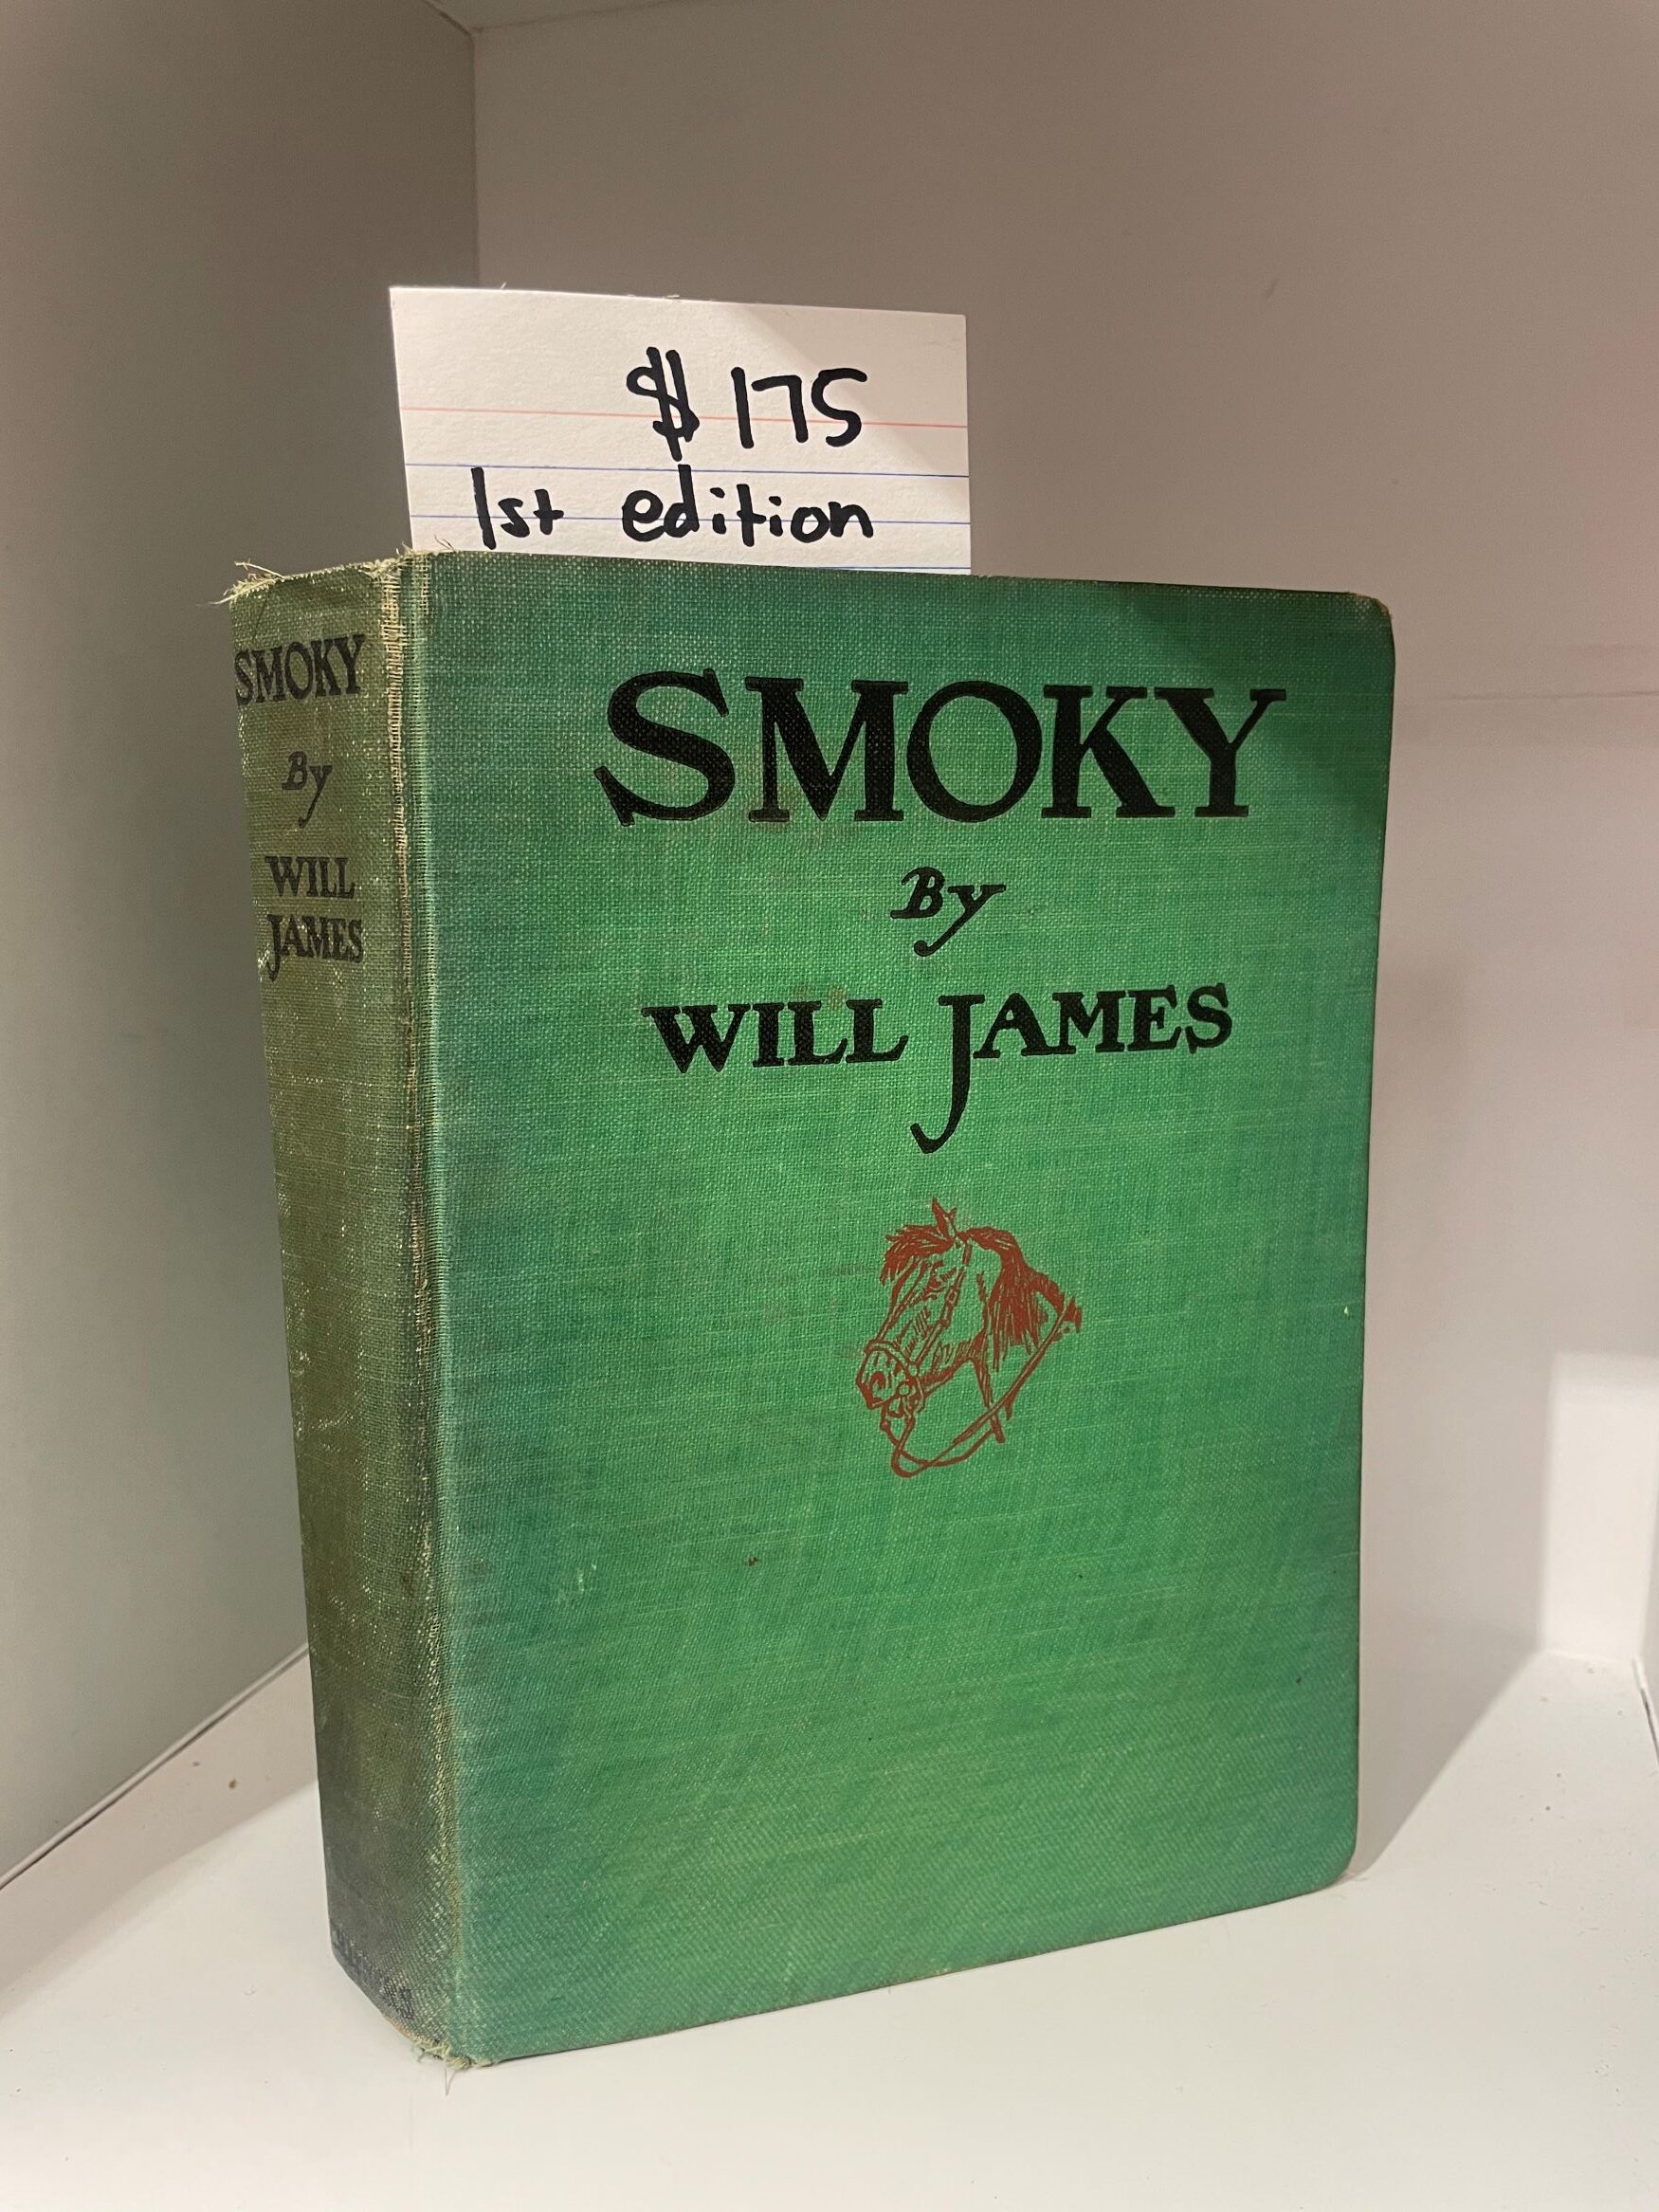 $175
1st edition
SMOKY
By
WILL
JAMES
SMOKY
By
WILL JAMES